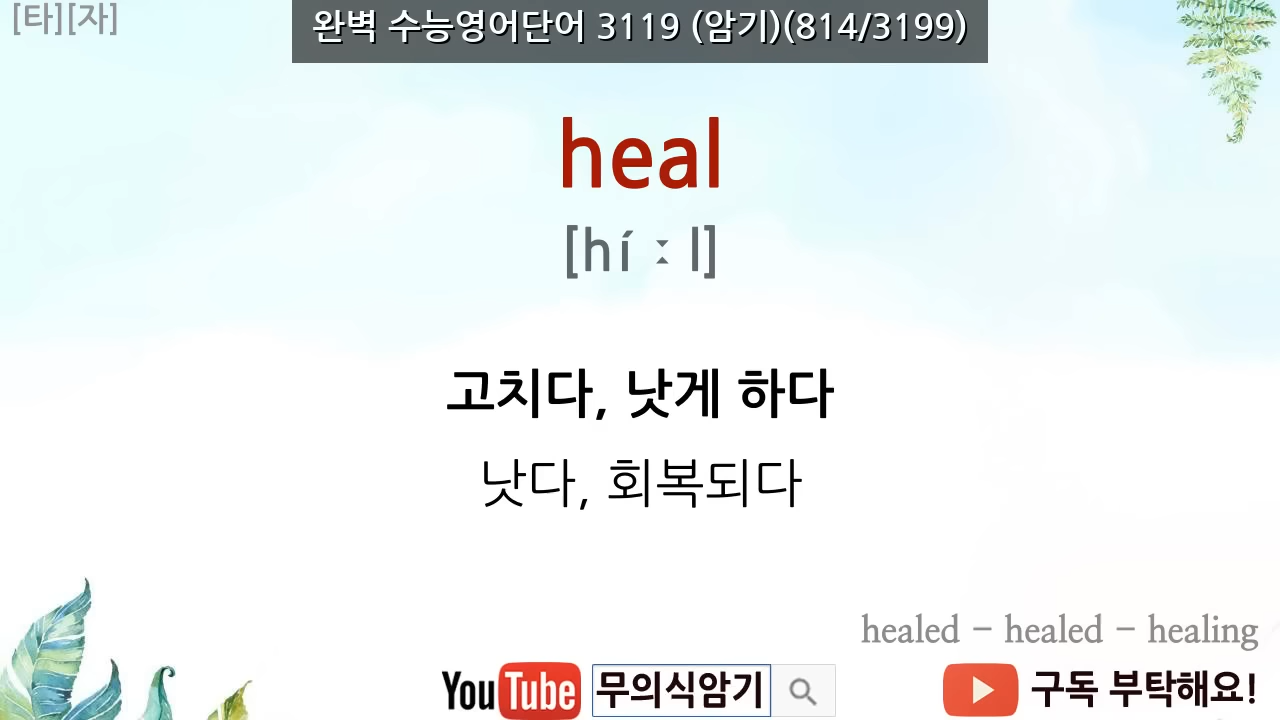 [타][자]
완벽 수능영어단어 3119 (암기)(814/3199)
heal
[híːl]
고치다, 낫게 하다
낫다, 회복되다
healed - healed - healing
YouTube 무의식암기
구독 부탁해요!